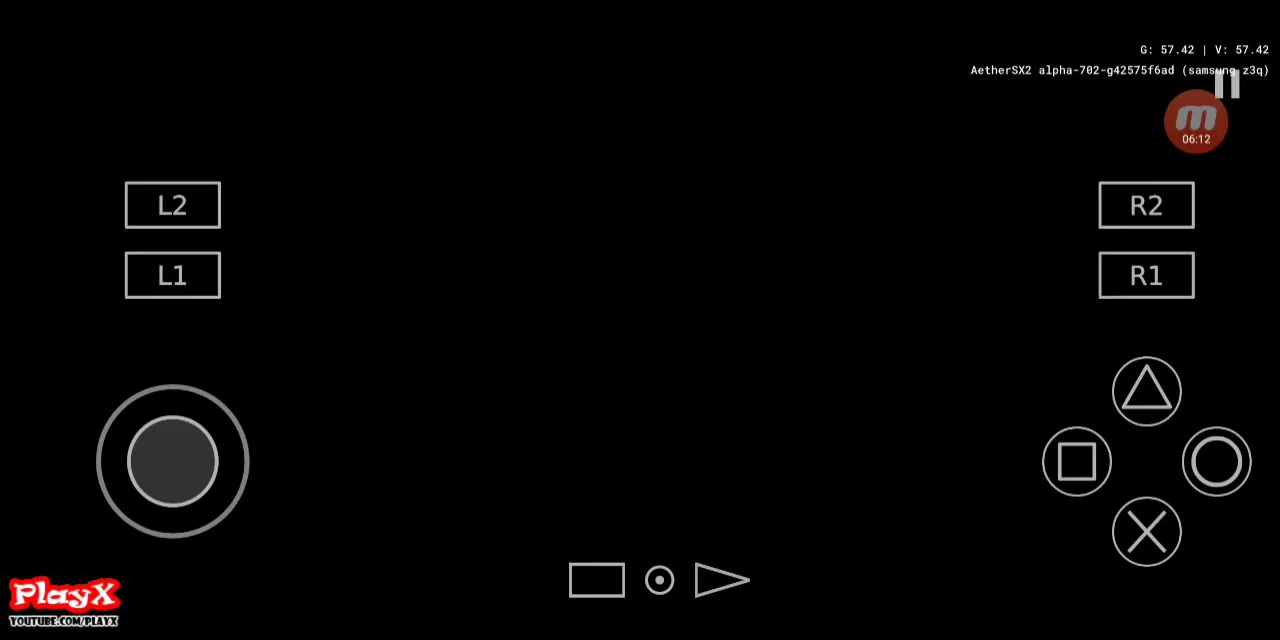 G: 57.42 | V: 57.42
AetherSX2 alpha-702-g42575f6ad (samsung z3q)
06:12
L2
R2
L1
R1
PlayX
YOUTUBE.COM/PLAYX